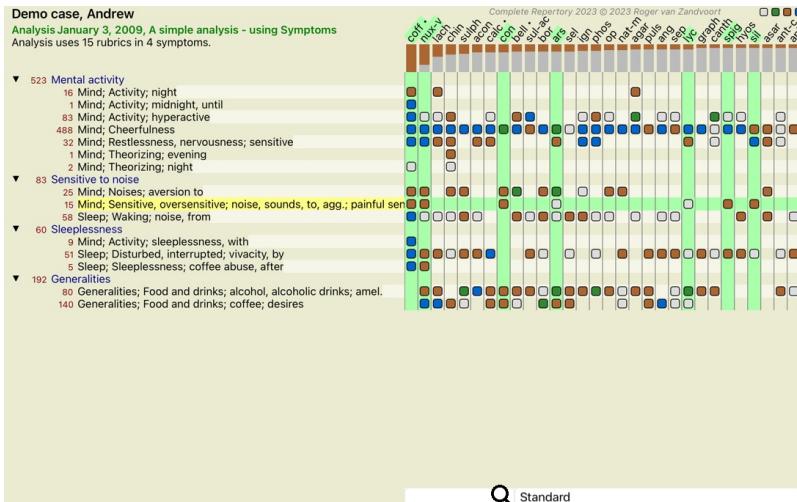 Demo case, Andrew
Complete Repertory 2023 © 2023 Roger van Zandvoort
Analysis January 3, 2009, A simple analysis - using Symptoms
Analysis uses 15 rubrics in 4 symptoms.
coff. nux-v lach chin sulph acon calc. con bell. sul-ac bor ars sel ign phos op nat-m agar puls ang sep lyc graph canth spig hyos sil asar ant-c
523 Mental activity
16 Mind; Activity; night
1 Mind; Activity; midnight, until
83 Mind; Activity; hyperactive
488 Mind; Cheerfulness
32 Mind; Restlessness, nervousness; sensitive
1 Mind; Theorizing; evening
2 Mind; Theorizing; night
83 Sensitive to noise
25 Mind; Noises; aversion to
15 Mind; Sensitive, oversensitive; noise, sounds, to, agg.; painful sen
58 Sleep; Waking; noise, from
60 Sleeplessness
9 Mind; Activity; sleeplessness, with
51 Sleep; Disturbed, interrupted; vivacity, by
5 Sleep; Sleeplessness; coffee abuse, after
192 Generalities
80 Generalities; Food and drinks; alcohol, alcoholic drinks; amel.
140 Generalities; Food and drinks; coffee; desires
Standard